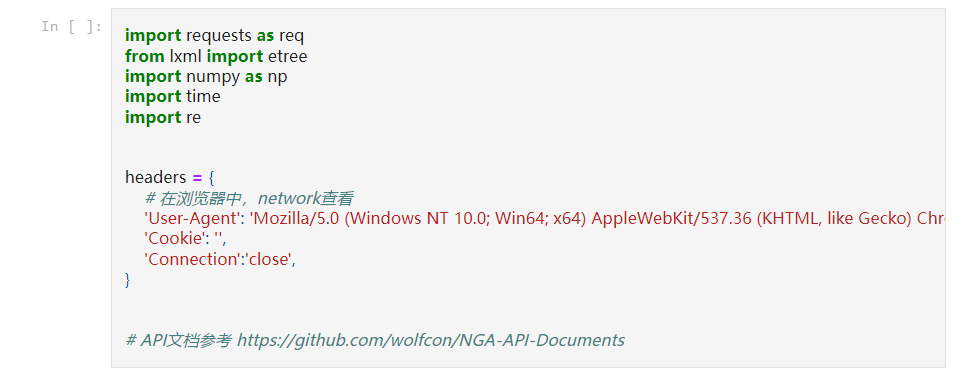 In [ ]:
import requests as req
from lxml import etree
import numpy as np
import time
import re
headers = {
# 在浏览器中，network查看
'User-Agent': 'Mozilla/5.0 (Windows NT 10.0; Win64; x64) AppleWebKit/537.36 (KHTML, like Gecko) Chr
'Cookie': '',
'Connection':'close',
}
# API文档参考 https://github.com/wolfcon/NGA-API-Documents